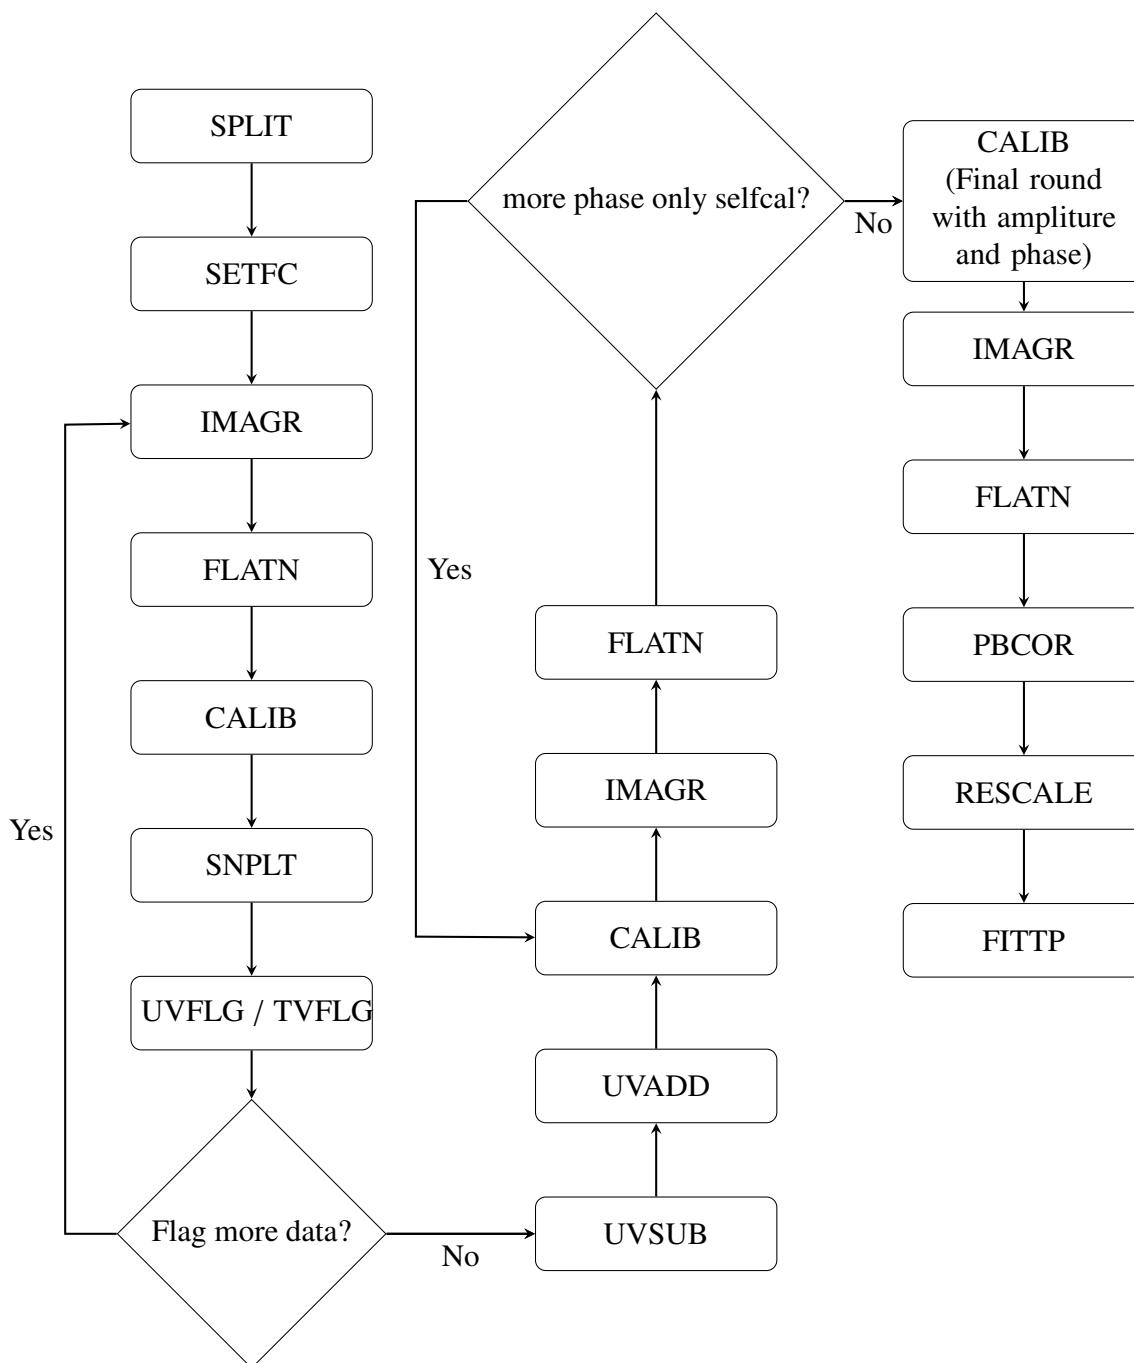 SPLIT
SETFC
IMAGR
FLATN
CALIB
SNPLT
UVFLG / TVFLG
Flag more data?
Yes
No
UVSUB
UVADD
CALIB
IMAGR
FLATN
more phase only selfcal?
Yes
No
CALIB
(Final round
with ampliture
and phase)
IMAGR
FLATN
PBCOR
RESCALE
FITTP